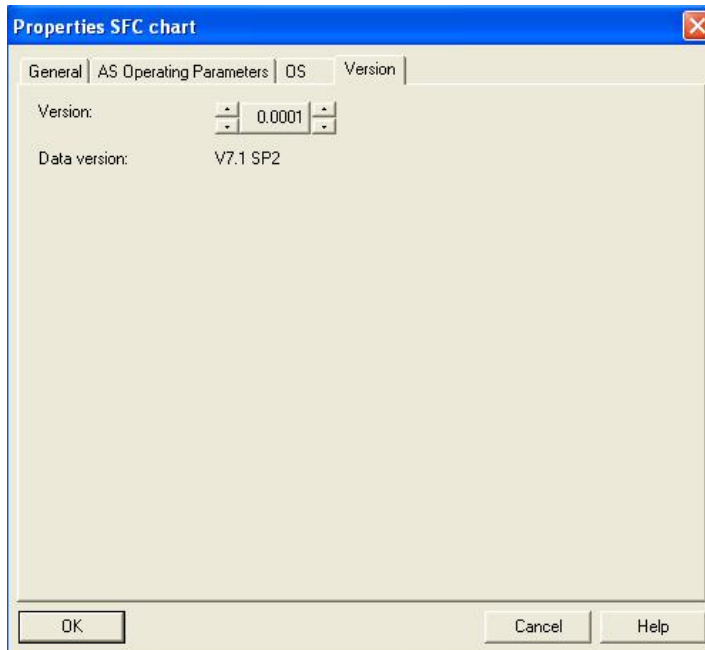 Properties SFC chart
General AS Operating Parameters OS Version
Version: 0.0001
Data version: V7.1 SP2
OK Cancel Help